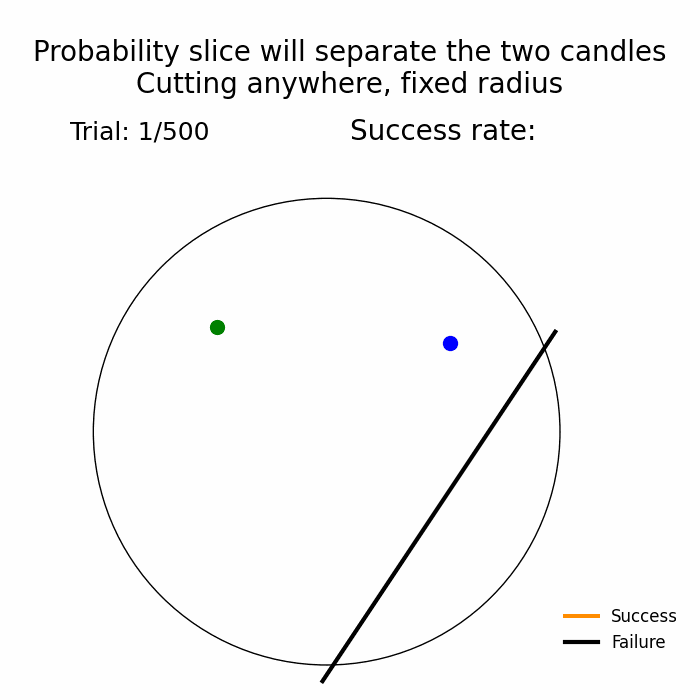 Probability slice will separate the two candles
Cutting anywhere, fixed radius
Trial: 1/500
Success rate:
Success
Failure